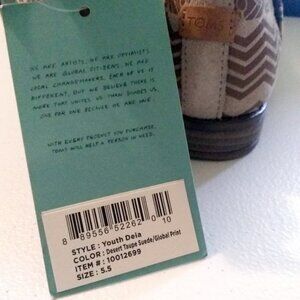 TOMS
WE ARE ARTISTS, WE ARE OPTIMISTS,
WE ARE GLOBAL CITIZENS. WE ARE
LOCAL CHANGEMAKERS. EACH OF US IS
DIFFERENT, BUT WE BELIEVE THERE IS
MORE THAT UNITES US THAN DIVIDES US.
ONE FOR ONE BECAUSE WE ARE ONE.
WITH EVERY PRODUCT YOU PURCHASE,
TOMS WILL HELP A PERSON IN NEED.
8 89556 52262 0 10
STYLE : Youth Deia
COLOR : Desert Taupe Suede/Global Print
ITEM # : 10012699
SIZE : 5.5